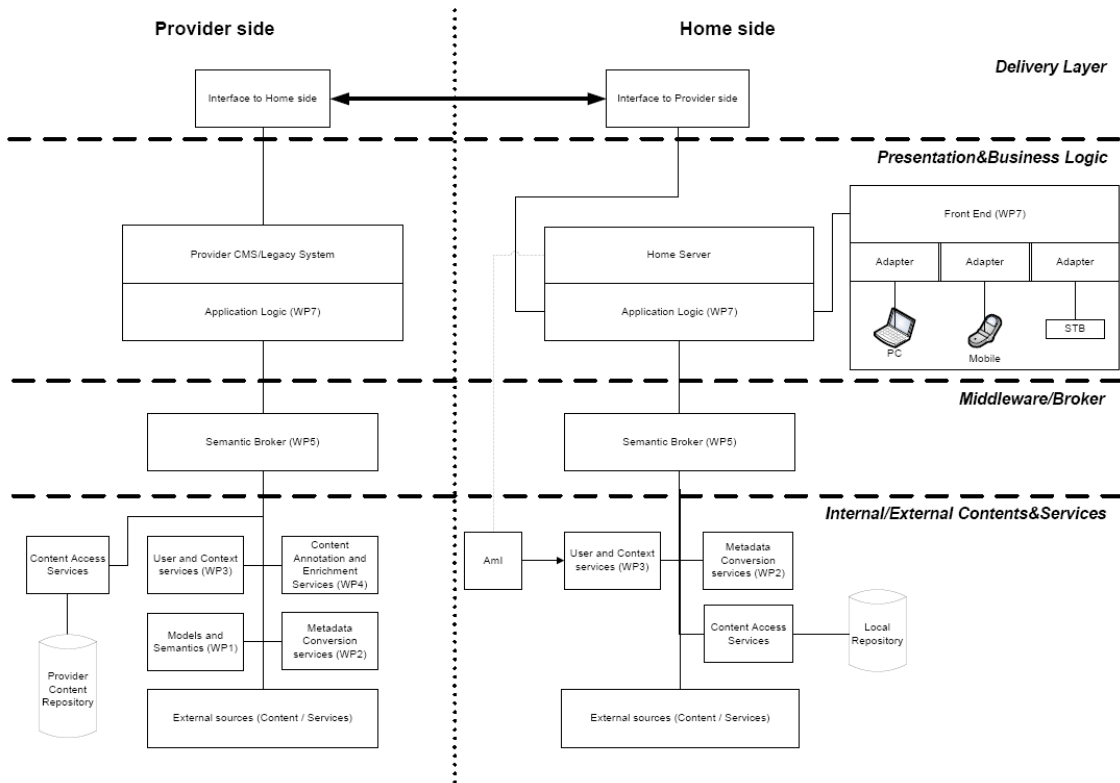 Provider side
Home side
Delivery Layer
Interface to Home side
Interface to Provider side
Presentation&Business Logic
Front End (WP7)
Provider CMS/Legacy System
Home Server
Adapter
Adapter
Adapter
Application Logic (WP7)
Application Logic (WP7)
STB
PC
Mobile
Middleware/Broker
Semantic Broker (WP5)
Semantic Broker (WP5)
Internal/External Contents&Services
Content Access
Services
User and Context
services (WP3)
Content
Annotation and
Enrichment
Services (WP4)
AmI
User and Context
services (WP3)
Metadata
Conversion
services (WP2)
Models and
Semantics (WP1)
Metadata
Conversion
services (WP2)
Content Access
Services
Local
Repository
Provider
Content
Repository
External sources (Content / Services)
External sources (Content / Services)